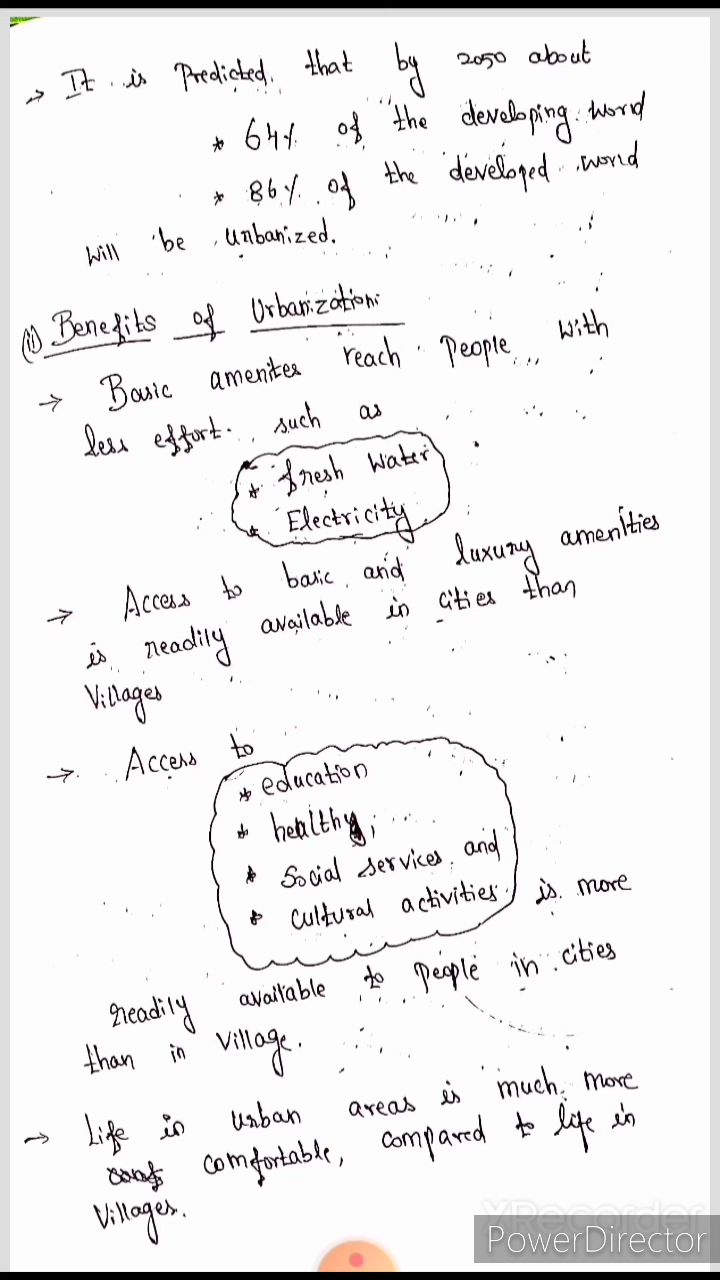 → It is Predicted that by 2050 about
* 64% of the developing world
* 86% of the developed world
will be urbanized.
(ii) Benefits of Urbanization:
→ Basic amenites reach People with
less effort. such as
* fresh Water
* Electricity
→ Access to basic and luxury amenities
is readily available in cities than
Villages
→ Access to
* education
* healthy,
* Social services and
* cultural activities is more
readily available to People in cities
than in Village.
→ Life in urban areas is much more
comfortable, compared to life in
Villages.
XRecorder
PowerDirector